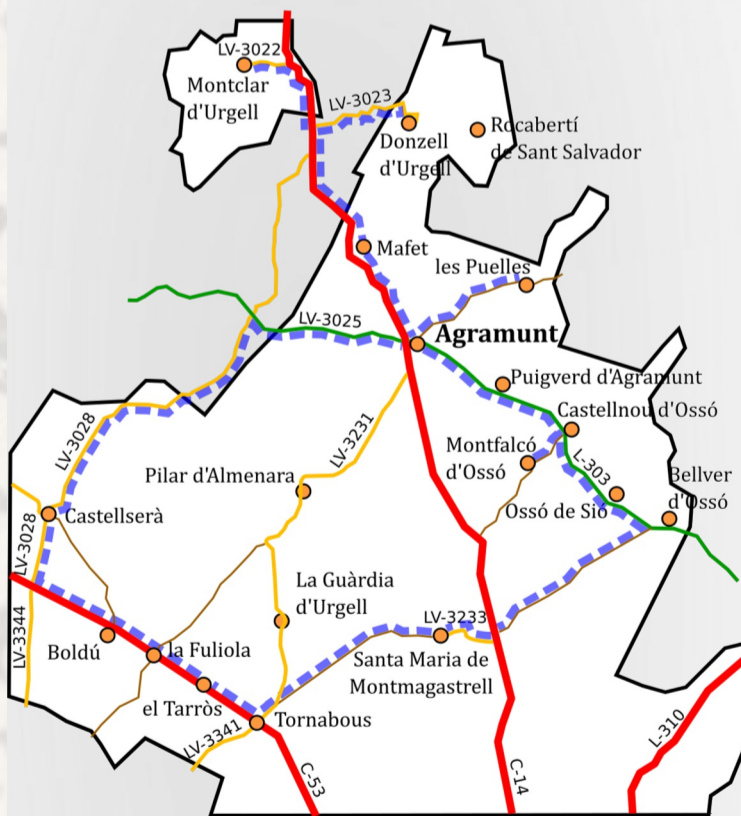 LV-3022
Montclar
d'Urgell
LV-3023
Donzell
d'Urgell
Rocabertí
de Sant Salvador
Mafet
les Puelles
LV-3025
Agramunt
Puigverd d'Agramunt
Castellnou d'Ossó
LV-3028
LV-3231
Montfalcó
d'Ossó
L-303
Bellver
d'Ossó
Pilar d'Almenara
Ossó de Sió
Castellserà
LV-3028
La Guàrdia
d'Urgell
LV-3344
LV-3233
Boldú
la Fuliola
Santa Maria de
Montmagastrell
el Tarròs
Tornabous
LV-3341
L-310
C-53
C-14